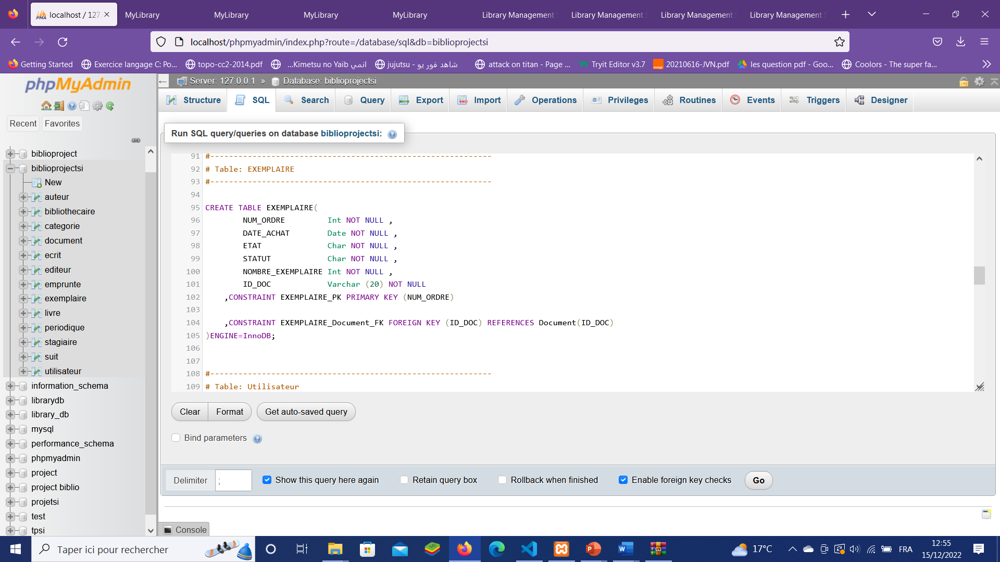 localhost / 127.
MyLibrary
MyLibrary
MyLibrary
MyLibrary
Library Management
Library Management
Library Management
Library Management
localhost/phpmyadmin/index.php?route=/database/sql&db=biblioprojectsi
Getting Started
Exercice langage C: Po...
topo-cc2-2014.pdf
انمي Kimetsu no Yaib...
شاهد فور يو - jujutsu
attack on titan - Page ...
Tryit Editor v3.7
20210616-JVN.pdf
les question pdf - Goo...
Coolors - The super fa...
phpMyAdmin
Recent
Favorites
biblioproject
biblioprojectsi
New
auteur
bibliothecaire
categorie
document
ecrit
editeur
emprunte
exemplaire
livre
periodique
stagiaire
suit
utilisateur
information_schema
librarydb
library_db
mysql
performance_schema
phpmyadmin
project
project biblio
projetsi
test
tpsi
Server: 127.0.0.1 » Database: biblioprojectsi
Structure
SQL
Search
Query
Export
Import
Operations
Privileges
Routines
Events
Triggers
Designer
Run SQL query/queries on database biblioprojectsi:
91 #------------------------------------------------------------
92 # Table: EXEMPLAIRE
93 #------------------------------------------------------------
94
95 CREATE TABLE EXEMPLAIRE(
96 NUM_ORDRE Int NOT NULL ,
97 DATE_ACHAT Date NOT NULL ,
98 ETAT Char NOT NULL ,
99 STATUT Char NOT NULL ,
100 NOMBRE_EXEMPLAIRE Int NOT NULL ,
101 ID_DOC Varchar (20) NOT NULL
102 ,CONSTRAINT EXEMPLAIRE_PK PRIMARY KEY (NUM_ORDRE)
103
104 ,CONSTRAINT EXEMPLAIRE_Document_FK FOREIGN KEY (ID_DOC) REFERENCES Document(ID_DOC)
105 )ENGINE=InnoDB;
106
107
108 #------------------------------------------------------------
109 # Table: Utilisateur
Clear
Format
Get auto-saved query
Bind parameters
Delimiter ;
Show this query here again
Retain query box
Rollback when finished
Enable foreign key checks
Go
Console
Taper ici pour rechercher
17°C
FRA
12:55
15/12/2022